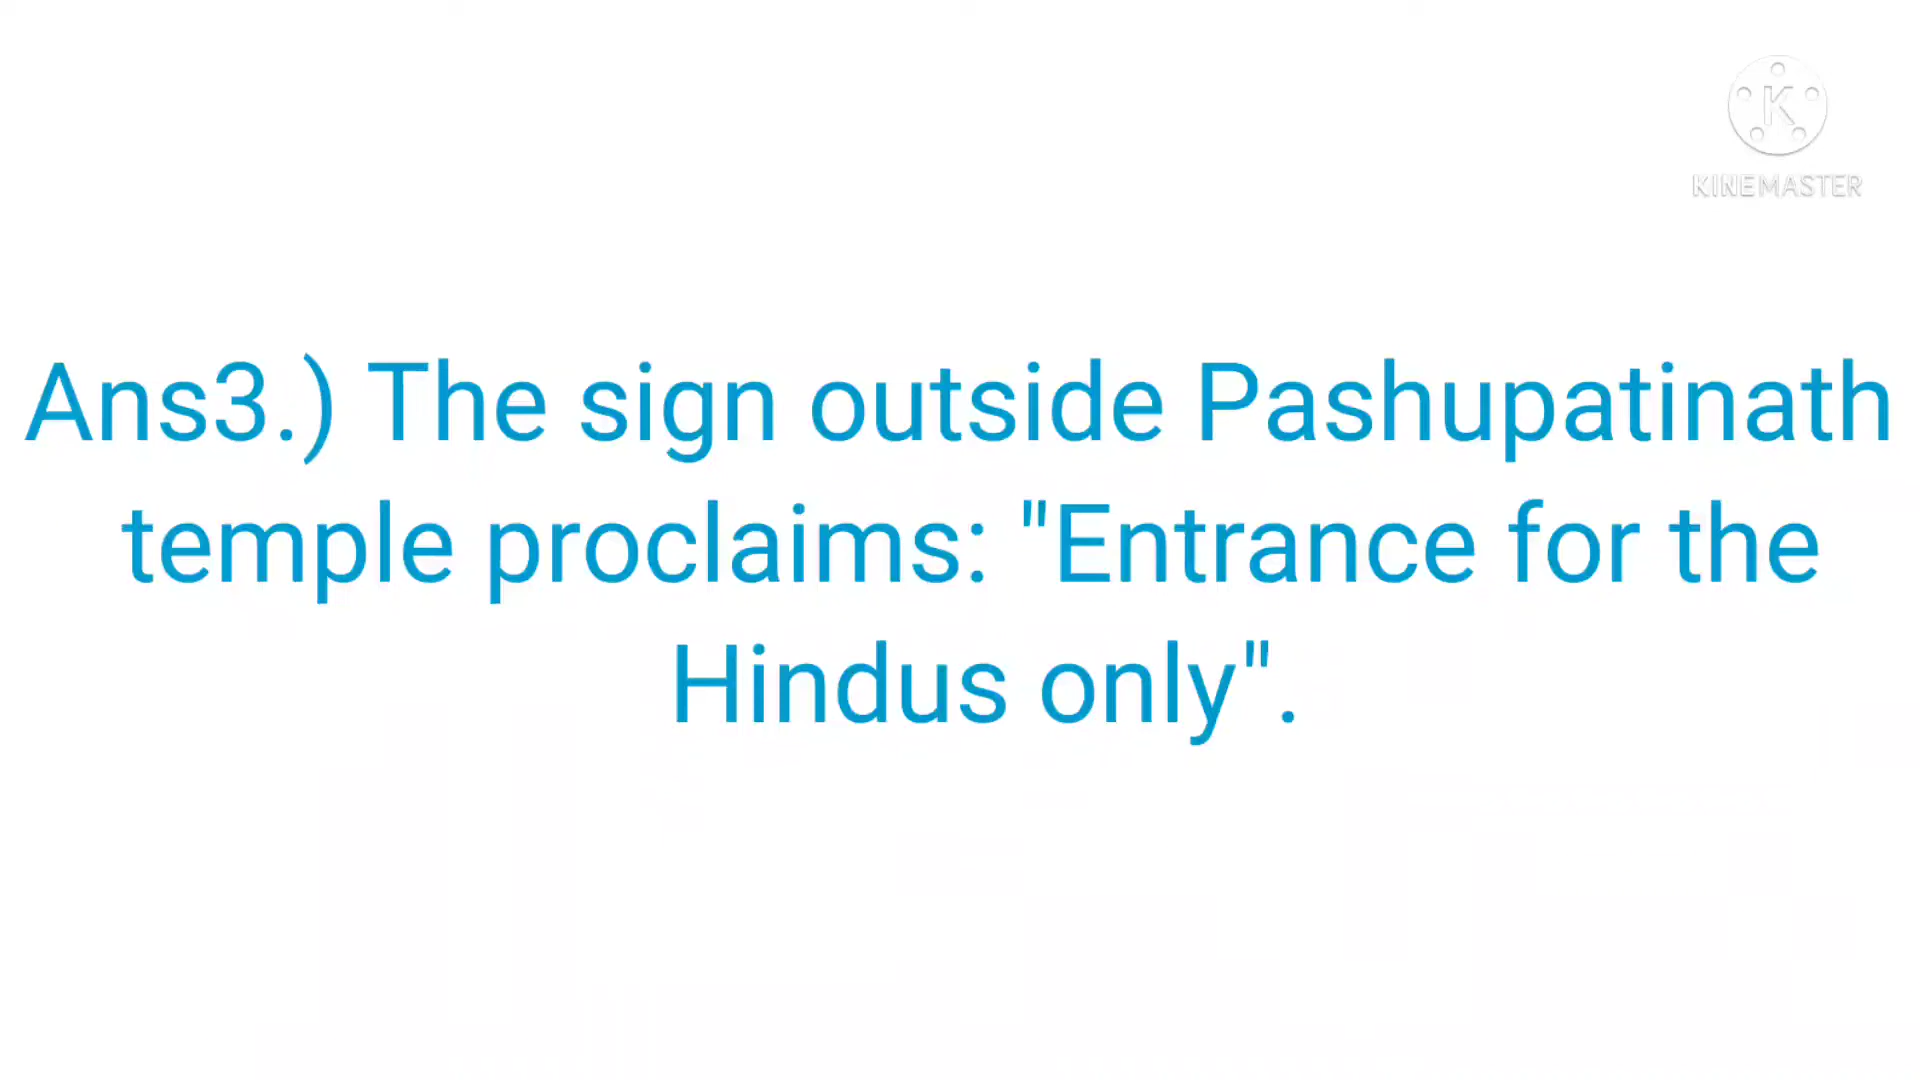 KINEMASTER
Ans3.) The sign outside Pashupatinath
temple proclaims: "Entrance for the
Hindus only".